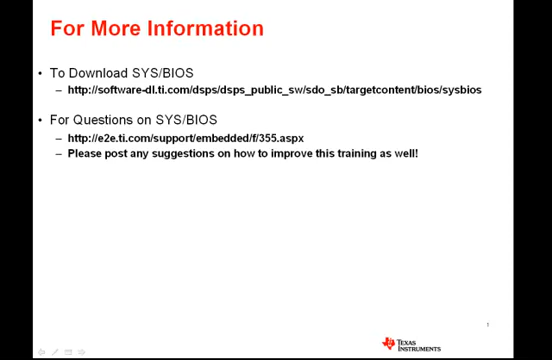 For More Information
• To Download SYS/BIOS
– http://software-dl.ti.com/dsps/dsps_public_sw/sdo_sb/targetcontent/bios/sysbios
• For Questions on SYS/BIOS
– http://e2e.ti.com/support/embedded/f/355.aspx
– Please post any suggestions on how to improve this training as well!
1
TEXAS
INSTRUMENTS